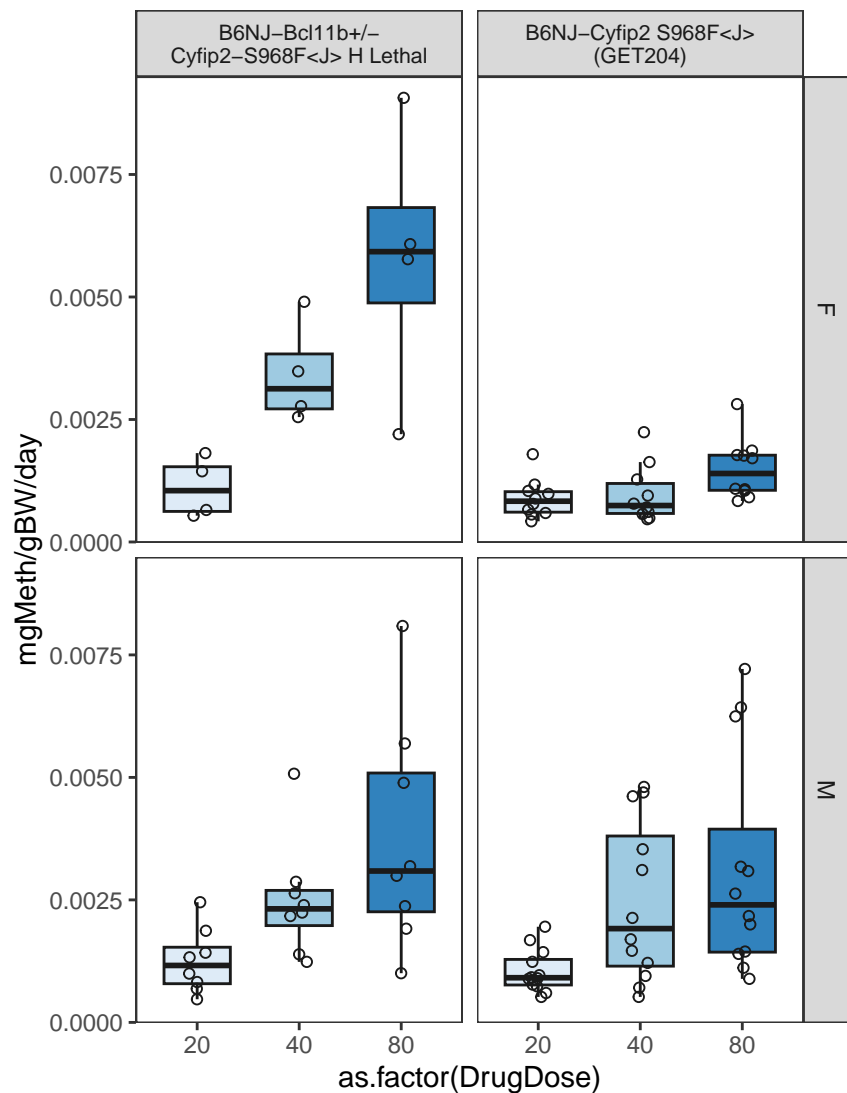 B6NJ−Bcl11b+/−
Cyfip2−S968F<J> H Lethal
B6NJ−Cyfip2 S968F<J>
(GET204)
mgMeth/gBW/day
0.0075
0.0050
0.0025
0.0000
F
0.0075
0.0050
0.0025
0.0000
M
20
40
80
20
40
80
as.factor(DrugDose)